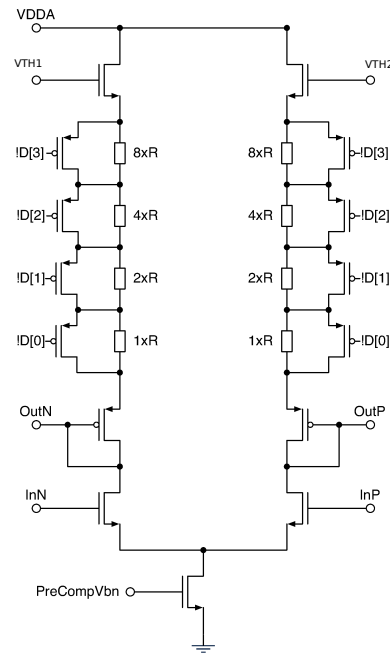 VDDA
VTH1 VTH2
!D[3] 8xR 8xR !D[3]
!D[2] 4xR 4xR !D[2]
!D[1] 2xR 2xR !D[1]
!D[0] 1xR 1xR !D[0]
OutN OutP
InN InP
PreCompVbn